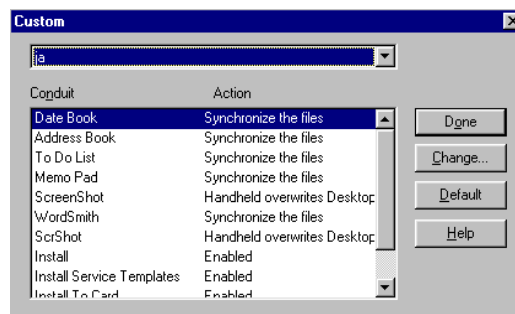 Custom
ja
Conduit Action
Date Book Synchronize the files
Address Book Synchronize the files
To Do List Synchronize the files
Memo Pad Synchronize the files
ScreenShot Handheld overwrites Desktop
WordSmith Synchronize the files
ScrShot Handheld overwrites Desktop
Install Enabled
Install Service Templates Enabled
Install To Card Enabled
Done
Change...
Default
Help